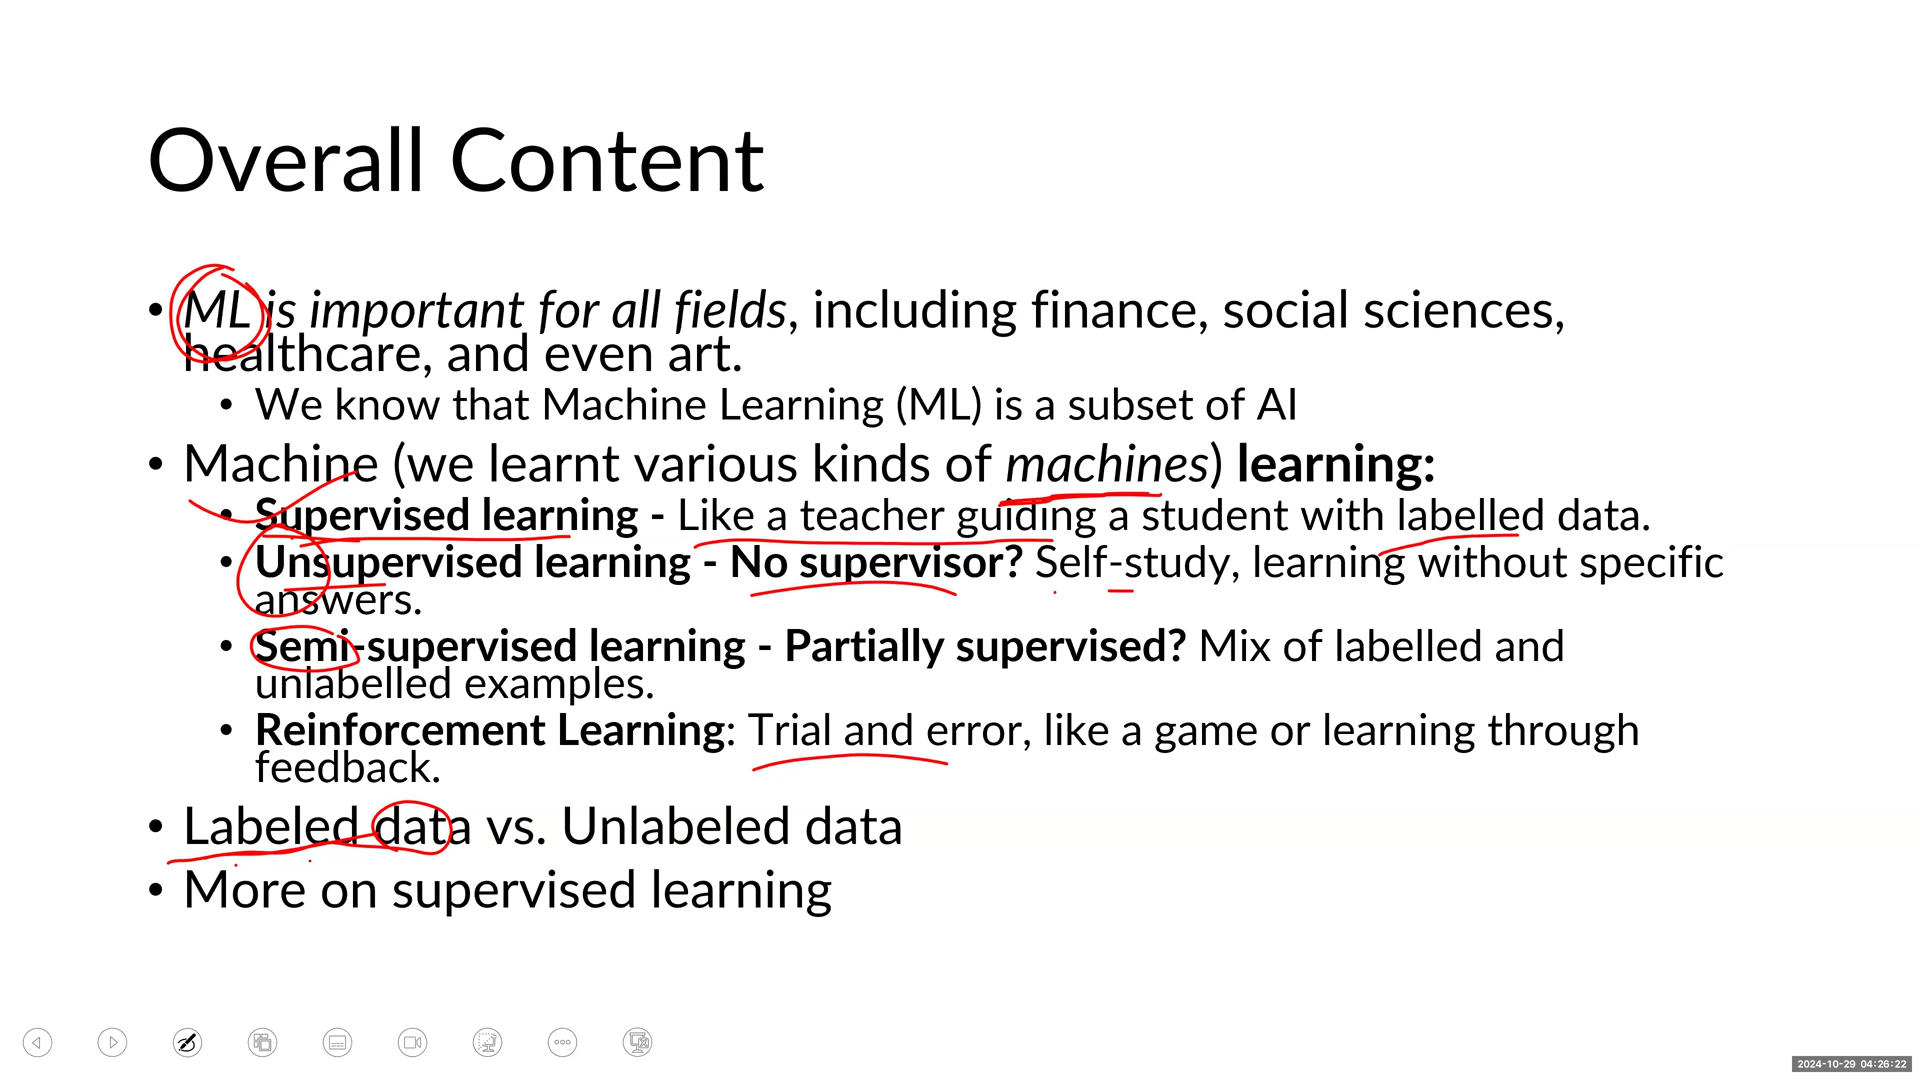 Overall Content
• ML is important for all fields, including finance, social sciences,
healthcare, and even art.
• We know that Machine Learning (ML) is a subset of AI
• Machine (we learnt various kinds of machines) learning:
• Supervised learning - Like a teacher guiding a student with labelled data.
• Unsupervised learning - No supervisor? Self-study, learning without specific
answers.
• Semi-supervised learning - Partially supervised? Mix of labelled and
unlabelled examples.
• Reinforcement Learning: Trial and error, like a game or learning through
feedback.
• Labeled data vs. Unlabeled data
• More on supervised learning
2024-10-29 04:26:22